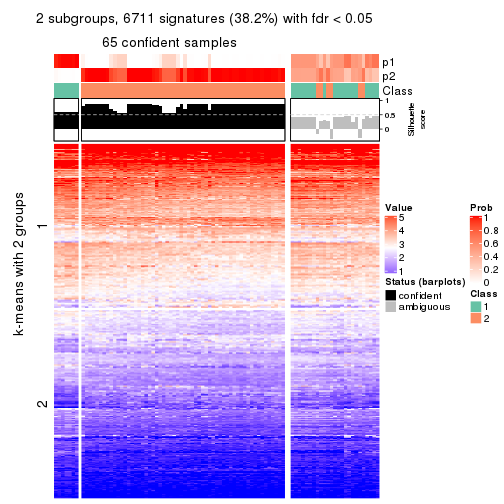 2 subgroups, 6711 signatures (38.2%) with fdr < 0.05
65 confident samples
p1
p2
Class
1
0.5
0
Silhouette
score
k-means with 2 groups
1
2
Value
5
4
3
2
1
Status (barplots)
confident
ambiguous
Prob
1
0.8
0.6
0.4
0.2
0
Class
1
2